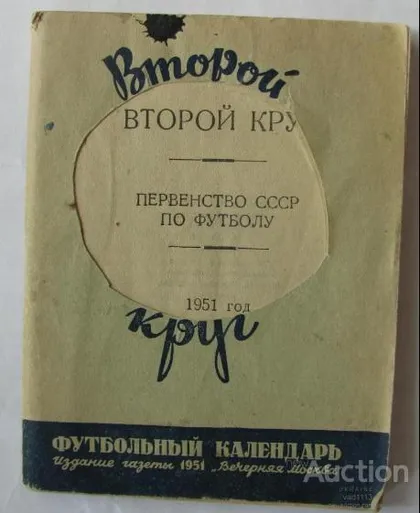 Второй
ВТОРОЙ КРУ
ПЕРВЕНСТВО СССР
ПО ФУТБОЛУ
1951 год
круг
ФУТБОЛЬНЫЙ КАЛЕНДАРЬ
Издание газеты 1951 „Вечерняя Москва"
Auction